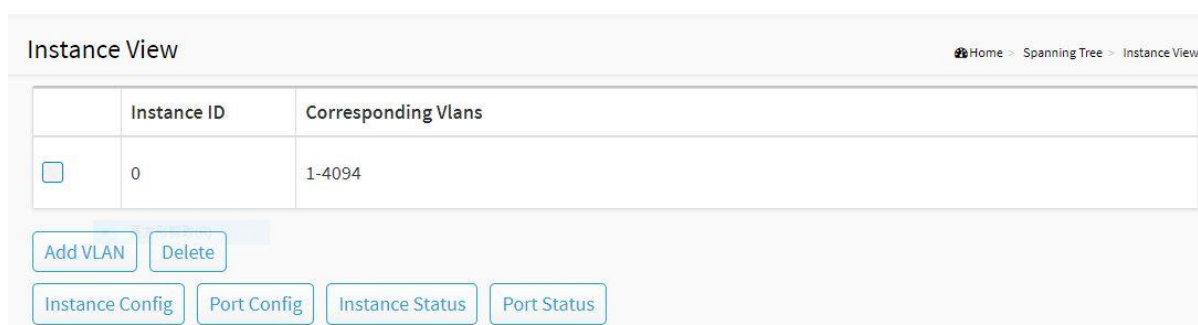 Instance View
Home > Spanning Tree > Instance View
Instance ID Corresponding Vlans
0 1-4094
Add VLAN Delete
Instance Config Port Config Instance Status Port Status